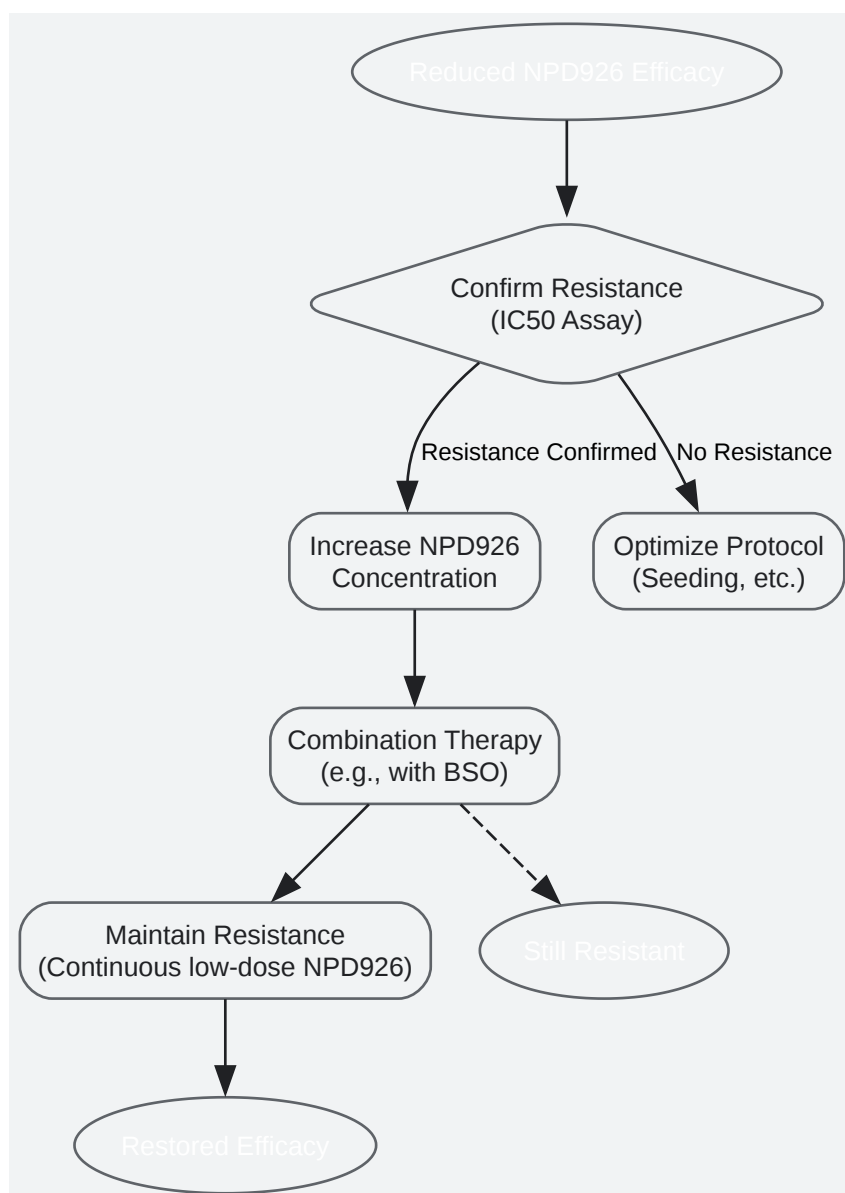 Reduced NPD926 Efficacy
Confirm Resistance
(IC50 Assay)
Resistance Confirmed
No Resistance
Increase NPD926
Concentration
Optimize Protocol
(Seeding, etc.)
Combination Therapy
(e.g., with BSO)
Maintain Resistance
(Continuous low-dose NPD926)
Still Resistant
Restored Efficacy